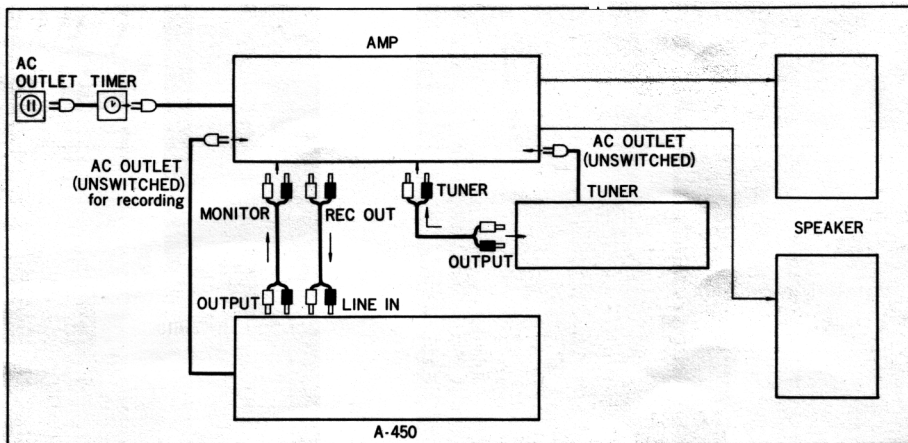 AMP
AC
OUTLET TIMER
AC OUTLET
(UNSWITCHED)
for recording
AC OUTLET
(UNSWITCHED)
MONITOR
REC OUT
TUNER
TUNER
OUTPUT
SPEAKER
OUTPUT
LINE IN
A-450